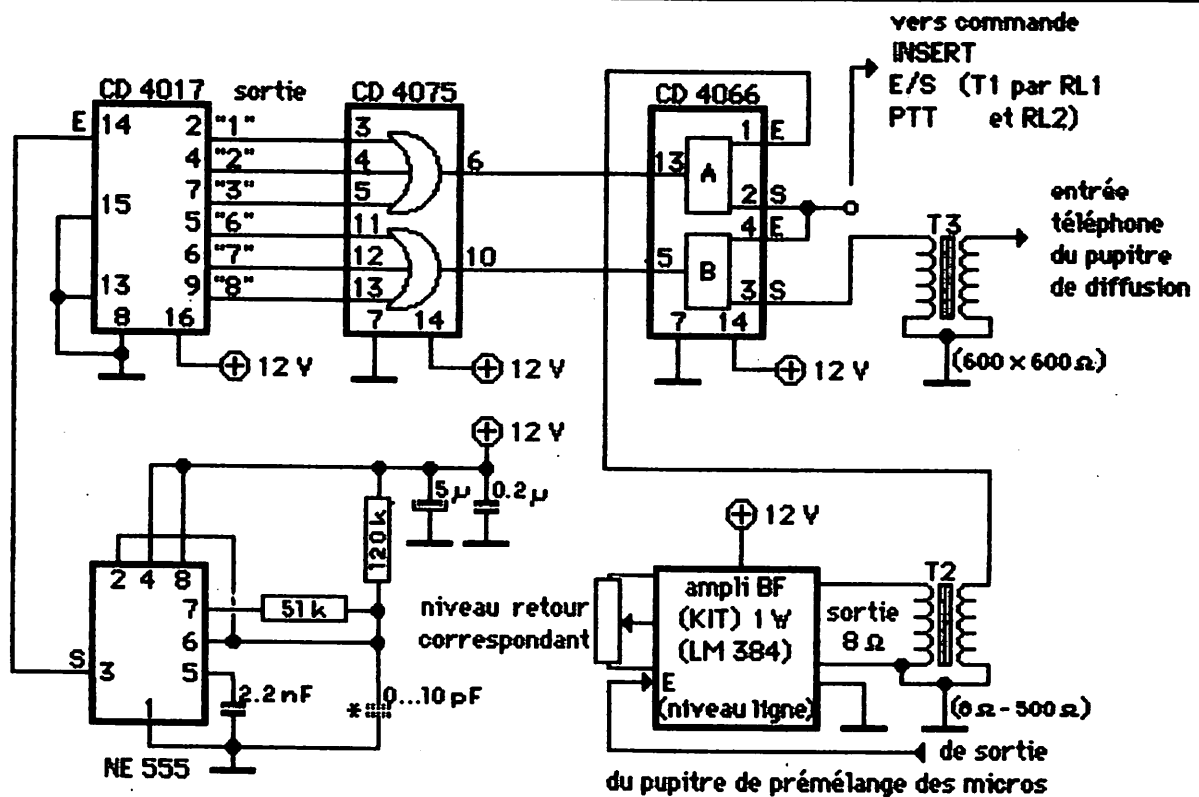 vers commande
INSERT
E/S (T1 par RL1
PTT et RL2)
CD 4017 sortie CD 4075 CD 4066
E 14 2 "1" 3 6 1 E
4 "2" 4 13 A
7 "3" 5 2 S
15 5 "6" 11 4 E
6 "7" 12 10 5 B
13 9 "8" 13 3 S
8 16 7 14 7 14
12 V 12 V 12 V
T3
entrée
téléphone
du pupitre
de diffusion
(600 x 600 Ω)
12 V
5 µ 0.2 µ
120 k
2 4 8
7 51 k
6
5
S 3
1
2.2 nF
* 0...10 pF
NE 555
12 V
niveau retour
correspondant
ampli BF
(KIT) 1 W
(LM 384)
E
(niveau ligne)
sortie
8 Ω
T2
(8 Ω - 500 Ω)
de sortie
du pupitre de prémélange des micros